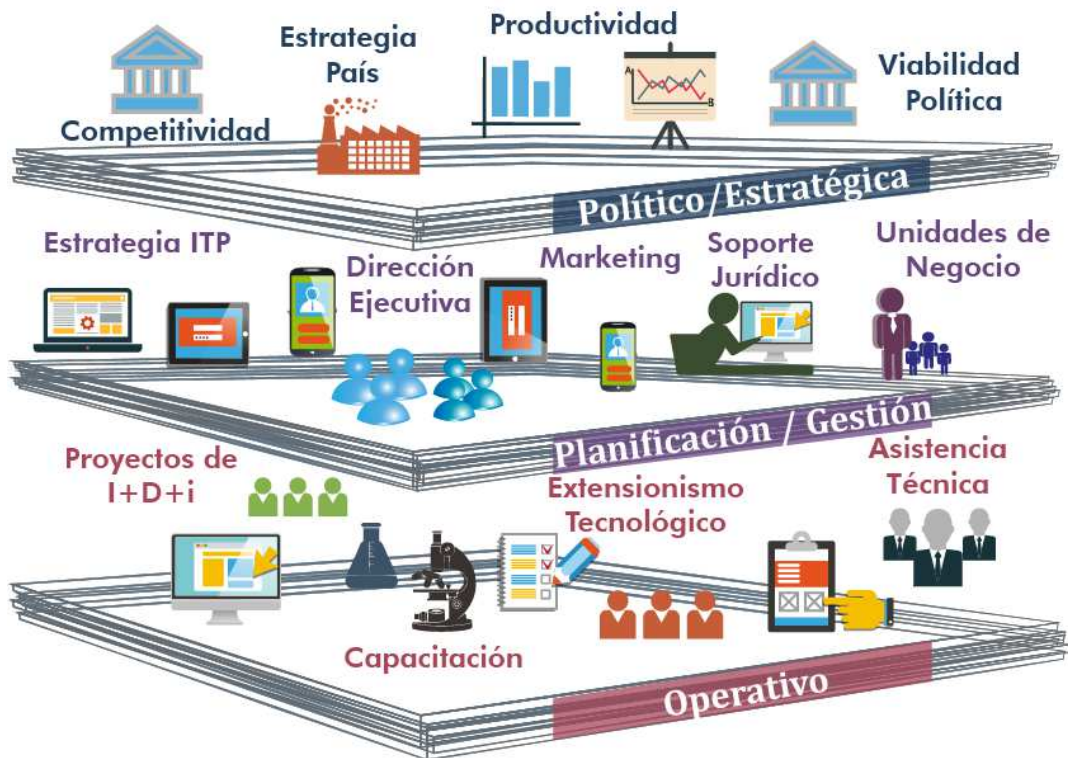 Competitividad
Estrategia
País
Productividad
A
B
Viabilidad
Política
Político/Estratégica
Estrategia ITP
Dirección
Ejecutiva
Marketing
Soporte
Jurídico
Unidades de
Negocio
Planificación / Gestión
Proyectos de
I+D+i
Capacitación
Extensionismo
Tecnológico
Asistencia
Técnica
Operativo